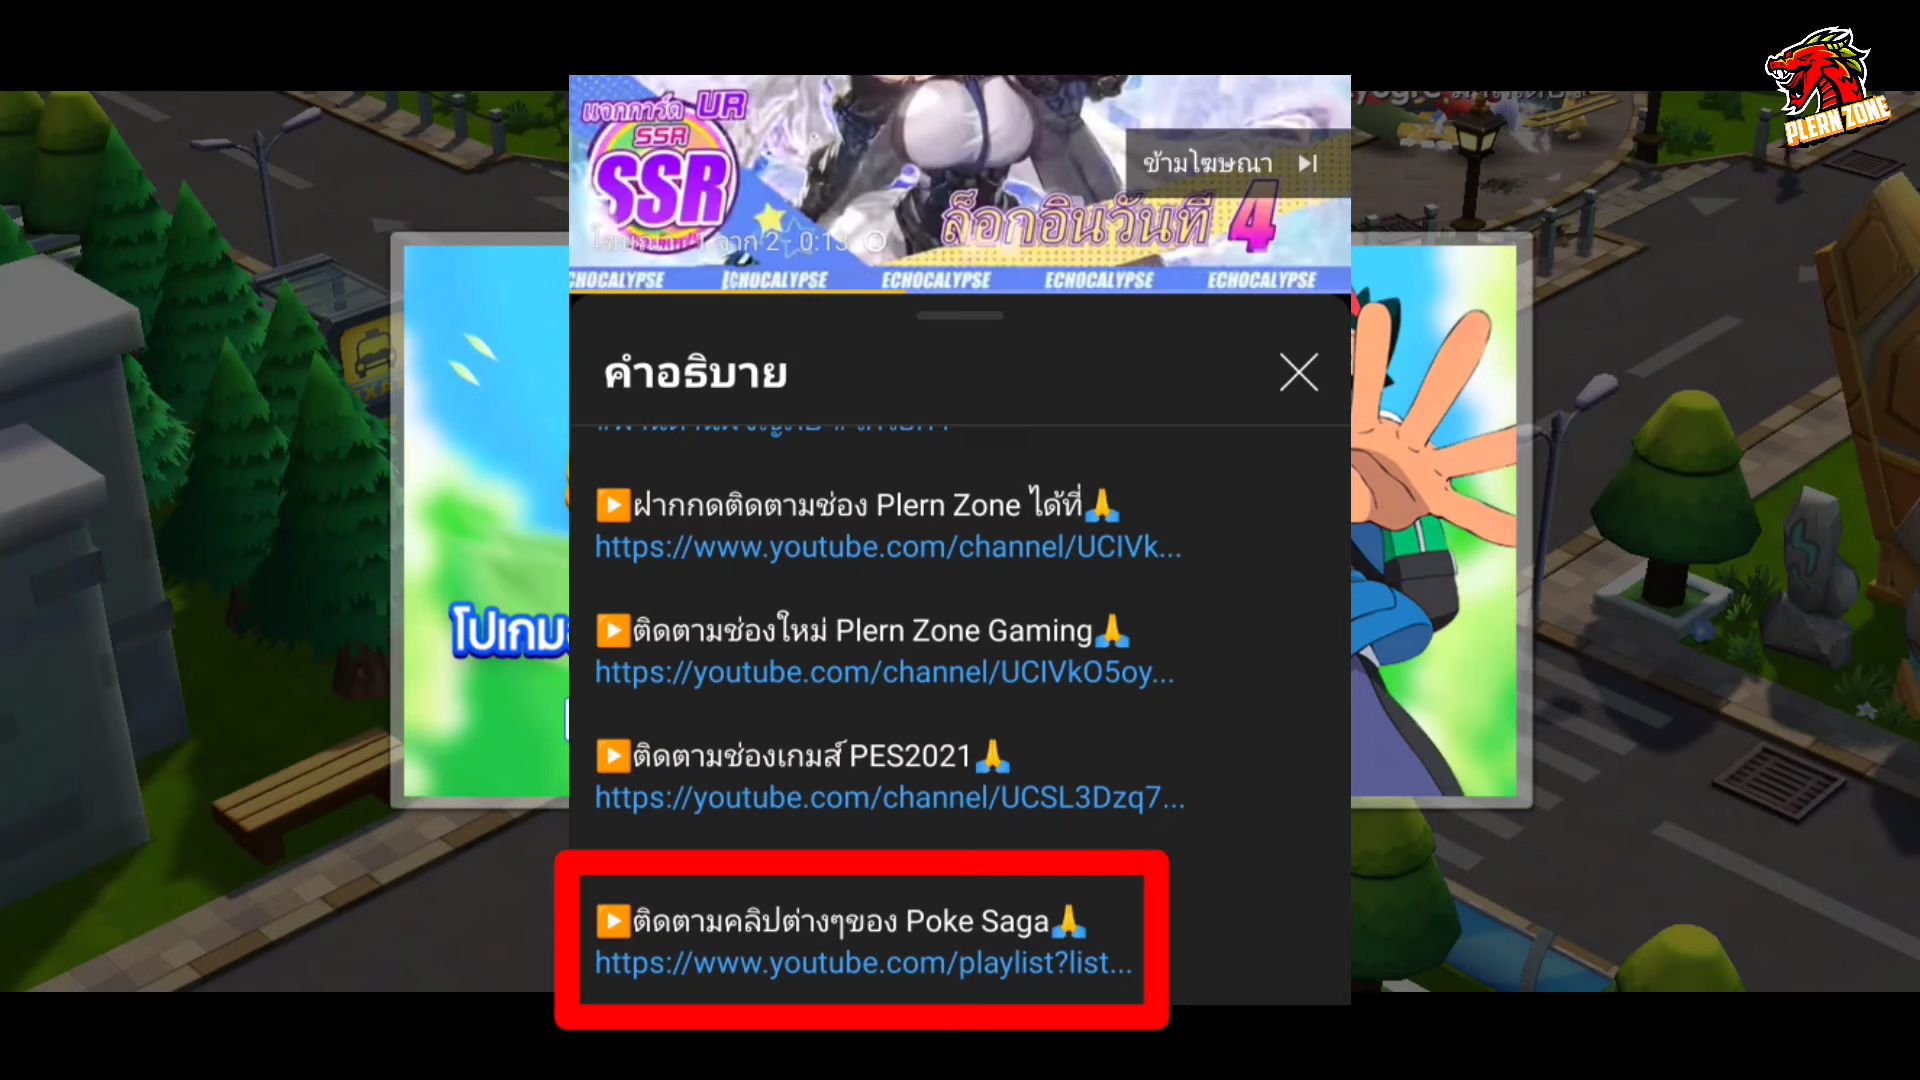 PLERN ZONE
แจกการ์ด UR
SSR
SSR
ข้ามโฆษณา
ล็อกอินวันที่ 4
0:13
ECHOCALYPSE ECHOCALYPSE ECHOCALYPSE ECHOCALYPSE ECHOCALYPSE
คำอธิบาย
▶️ฝากกดติดตามช่อง Plern Zone ได้ที่🙏
https://www.youtube.com/channel/UCIVk...
▶️ติดตามช่องใหม่ Plern Zone Gaming🙏
https://youtube.com/channel/UCIVkO5oy...
▶️ติดตามช่องเกมส์ PES2021🙏
https://youtube.com/channel/UCSL3Dzq7...
▶️ติดตามคลิปต่างๆของ Poke Saga🙏
https://www.youtube.com/playlist?list...